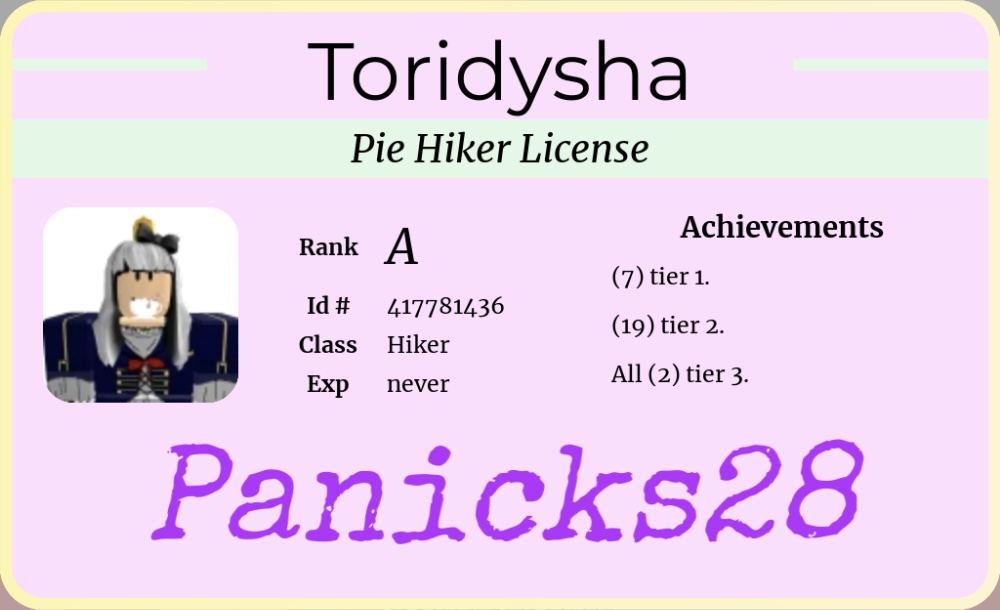 Toridysha
Pie Hiker License
Rank A
Id # 417781436
Class Hiker
Exp never
Achievements
(7) tier 1.
(19) tier 2.
All (2) tier 3.
Panicks28